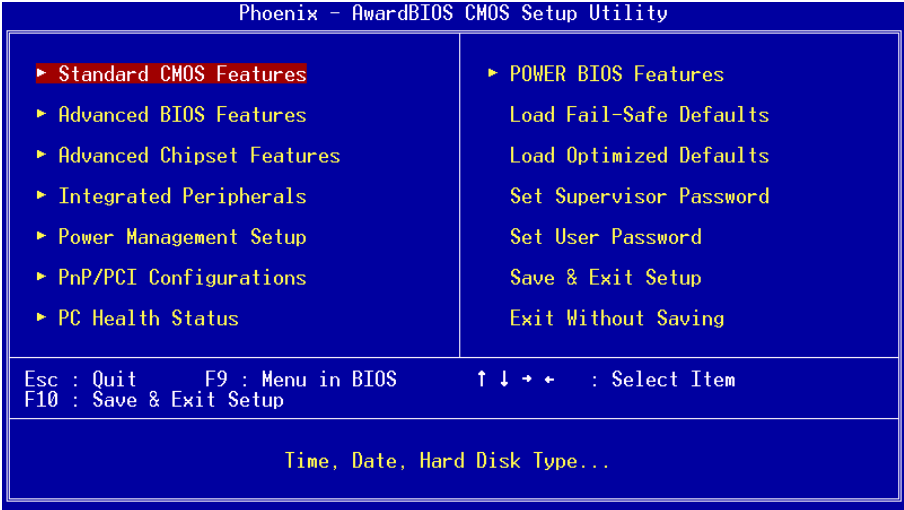 Phoenix - AwardBIOS CMOS Setup Utility
► Standard CMOS Features
► Advanced BIOS Features
► Advanced Chipset Features
► Integrated Peripherals
► Power Management Setup
► PnP/PCI Configurations
► PC Health Status
► POWER BIOS Features
Load Fail-Safe Defaults
Load Optimized Defaults
Set Supervisor Password
Set User Password
Save & Exit Setup
Exit Without Saving
Esc : Quit F9 : Menu in BIOS ↑ ↓ → ← : Select Item
F10 : Save & Exit Setup
Time, Date, Hard Disk Type...